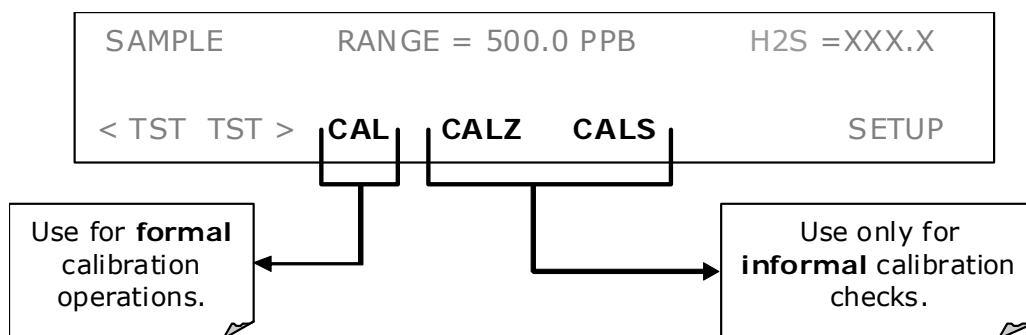 SAMPLE RANGE = 500.0 PPB H2S =XXX.X
< TST TST > CAL CALZ CALS SETUP
Use for formal
calibration
operations.
Use only for
informal calibration
checks.